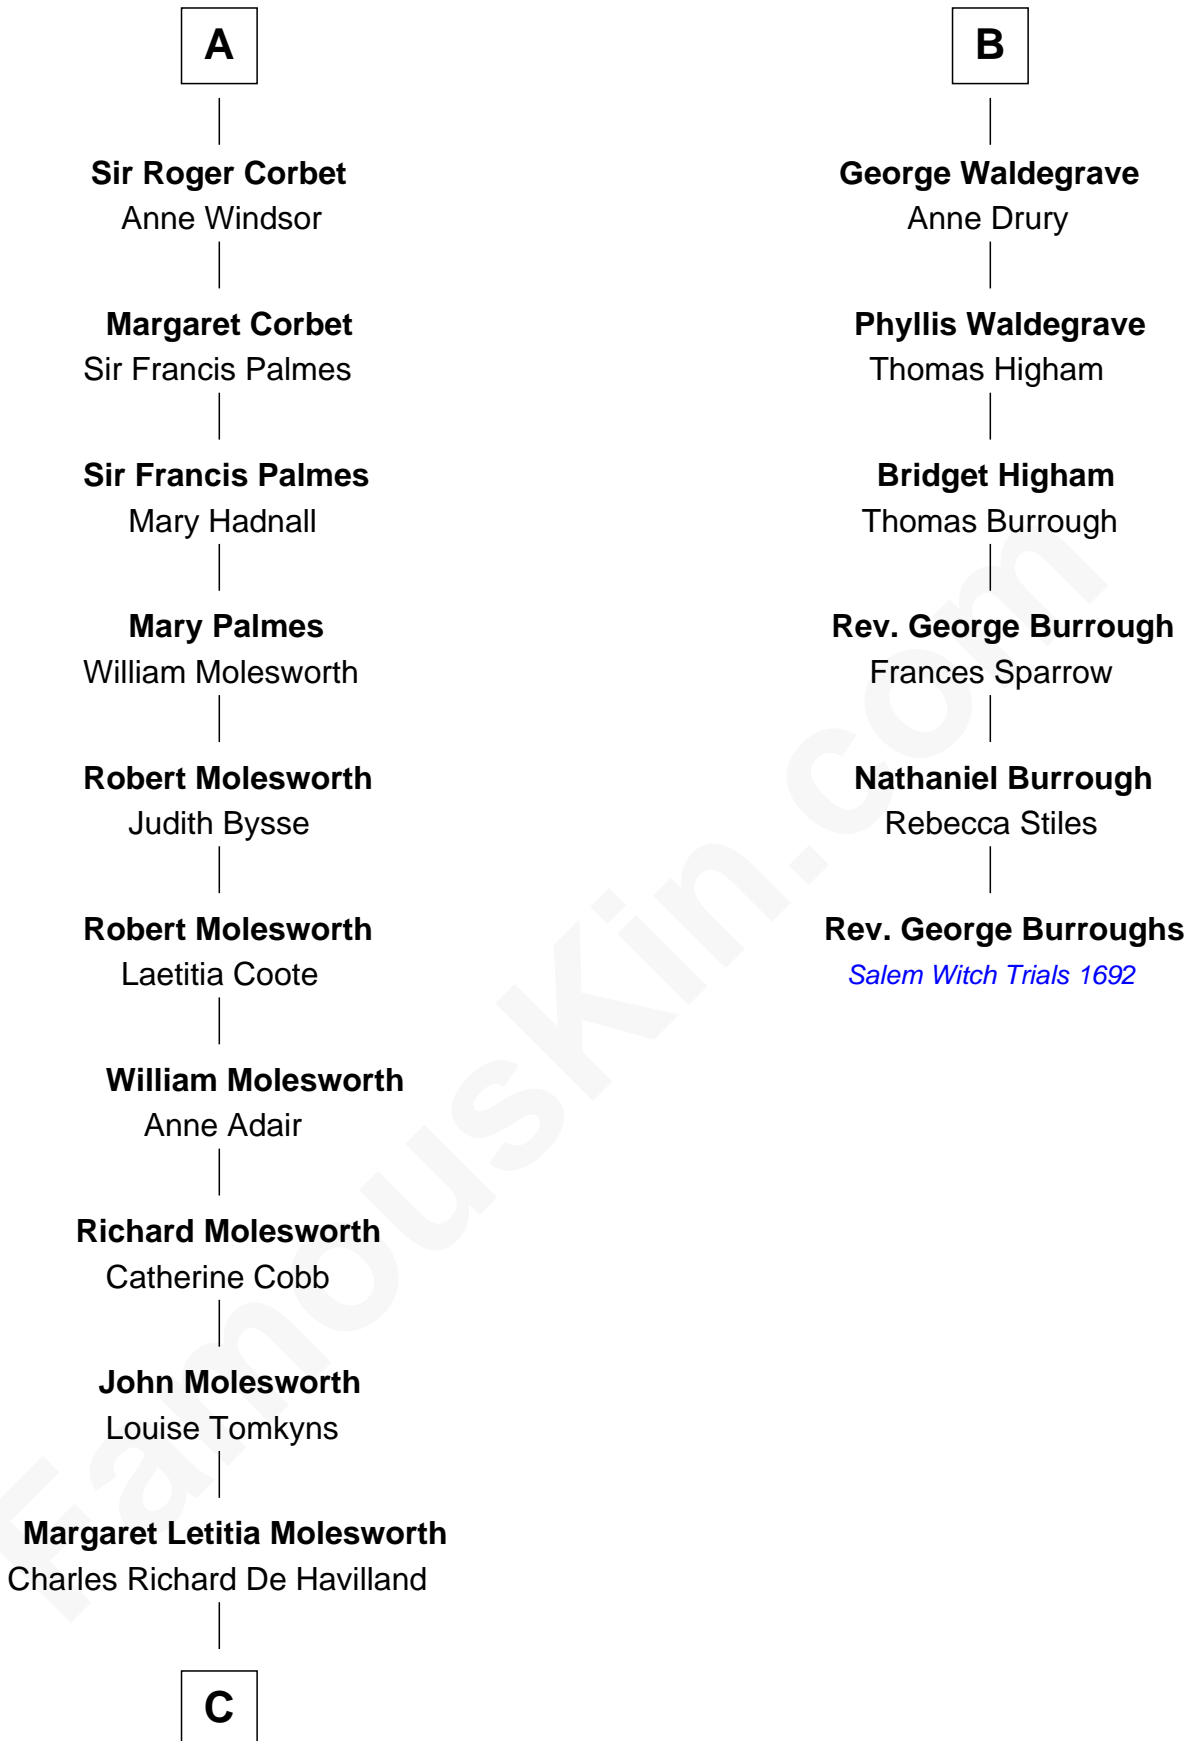 A
Sir Roger Corbet
Anne Windsor
Margaret Corbet
Sir Francis Palmes
Sir Francis Palmes
Mary Hadnall
Mary Palmes
William Molesworth
Robert Molesworth
Judith Bysse
Robert Molesworth
Laetitia Coote
William Molesworth
Anne Adair
Richard Molesworth
Catherine Cobb
John Molesworth
Louise Tomkyns
Margaret Letitia Molesworth
Charles Richard De Havilland
C
B
George Waldegrave
Anne Drury
Phyllis Waldegrave
Thomas Higham
Bridget Higham
Thomas Burrough
Rev. George Burrough
Frances Sparrow
Nathaniel Burrough
Rebecca Stiles
Rev. George Burroughs
Salem Witch Trials 1692
FamousKin.com